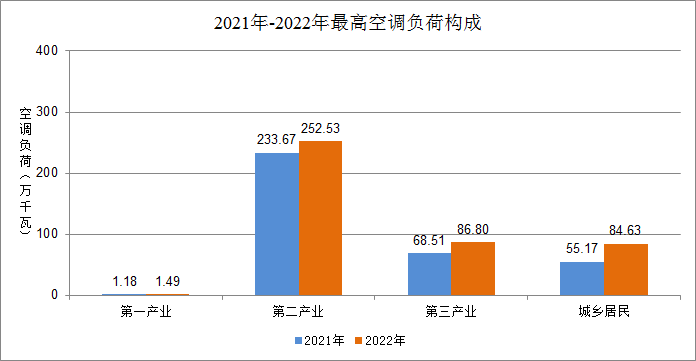 2021年-2022年最高空调负荷构成
400
300
200
100
0
空调负荷（万千瓦）
1.18
1.49
233.67
252.53
68.51
86.80
55.17
84.63
第一产业
第二产业
第三产业
城乡居民
2021年
2022年